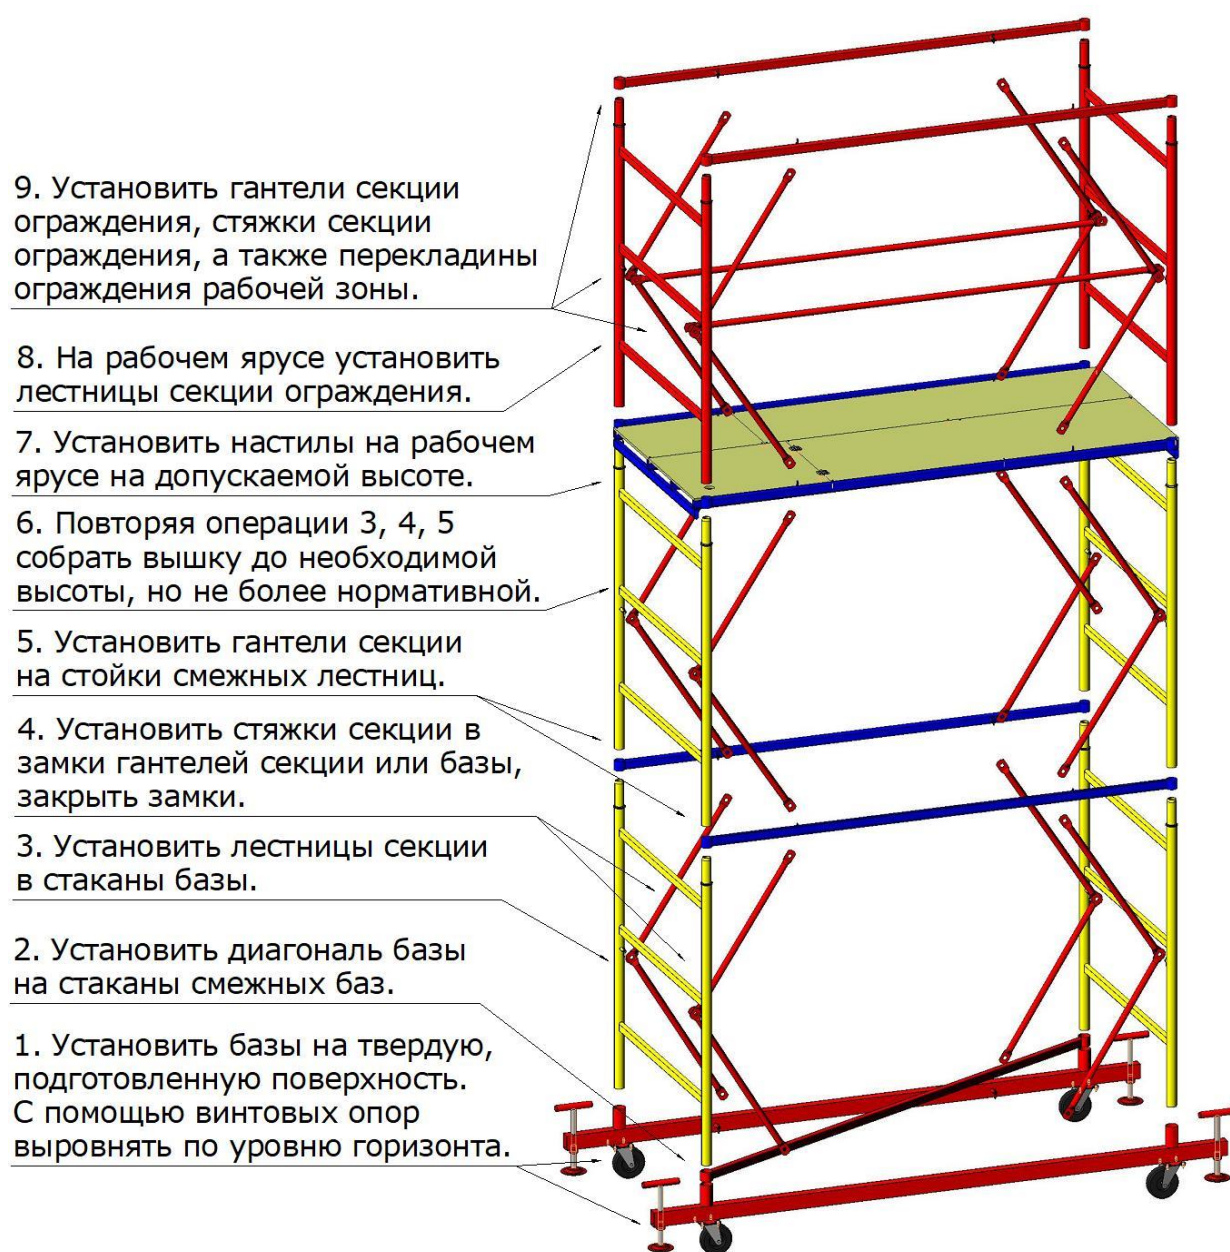 9. Установить гантели секции
ограждения, стяжки секции
ограждения, а также перекладины
ограждения рабочей зоны.
8. На рабочем ярусе установить
лестницы секции ограждения.
7. Установить настилы на рабочем
ярусе на допускаемой высоте.
6. Повторяя операции 3, 4, 5
собрать вышку до необходимой
высоты, но не более нормативной.
5. Установить гантели секции
на стойки смежных лестниц.
4. Установить стяжки секции в
замки гантелей секции или базы,
закрыть замки.
3. Установить лестницы секции
в стаканы базы.
2. Установить диагональ базы
на стаканы смежных баз.
1. Установить базы на твердую,
подготовленную поверхность.
С помощью винтовых опор
выровнять по уровню горизонта.